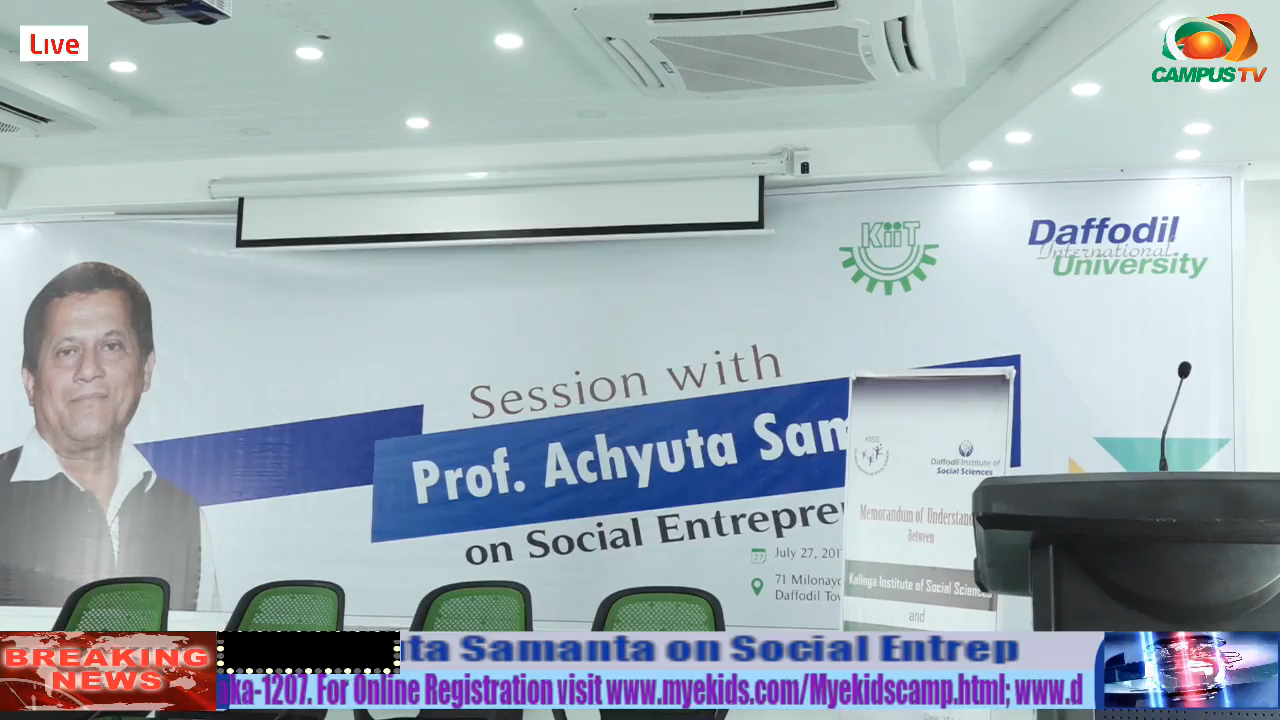 Live
CAMPUS TV
KiiT
Daffodil
International
University
Session with
Prof. Achyuta Sam
on Social Entrepre
July 27, 201
71 Milonayo
Daffodil Tow
KISS
Daffodil Institute of
Social Sciences
Memorandum of Understand
Between
Kalinga Institute of Social Sciences
and
BREAKING
NEWS
uta Samanta on Social Entrep
aka-1207. For Online Registration visit www.myekids.com/Myekidscamp.html; www.d